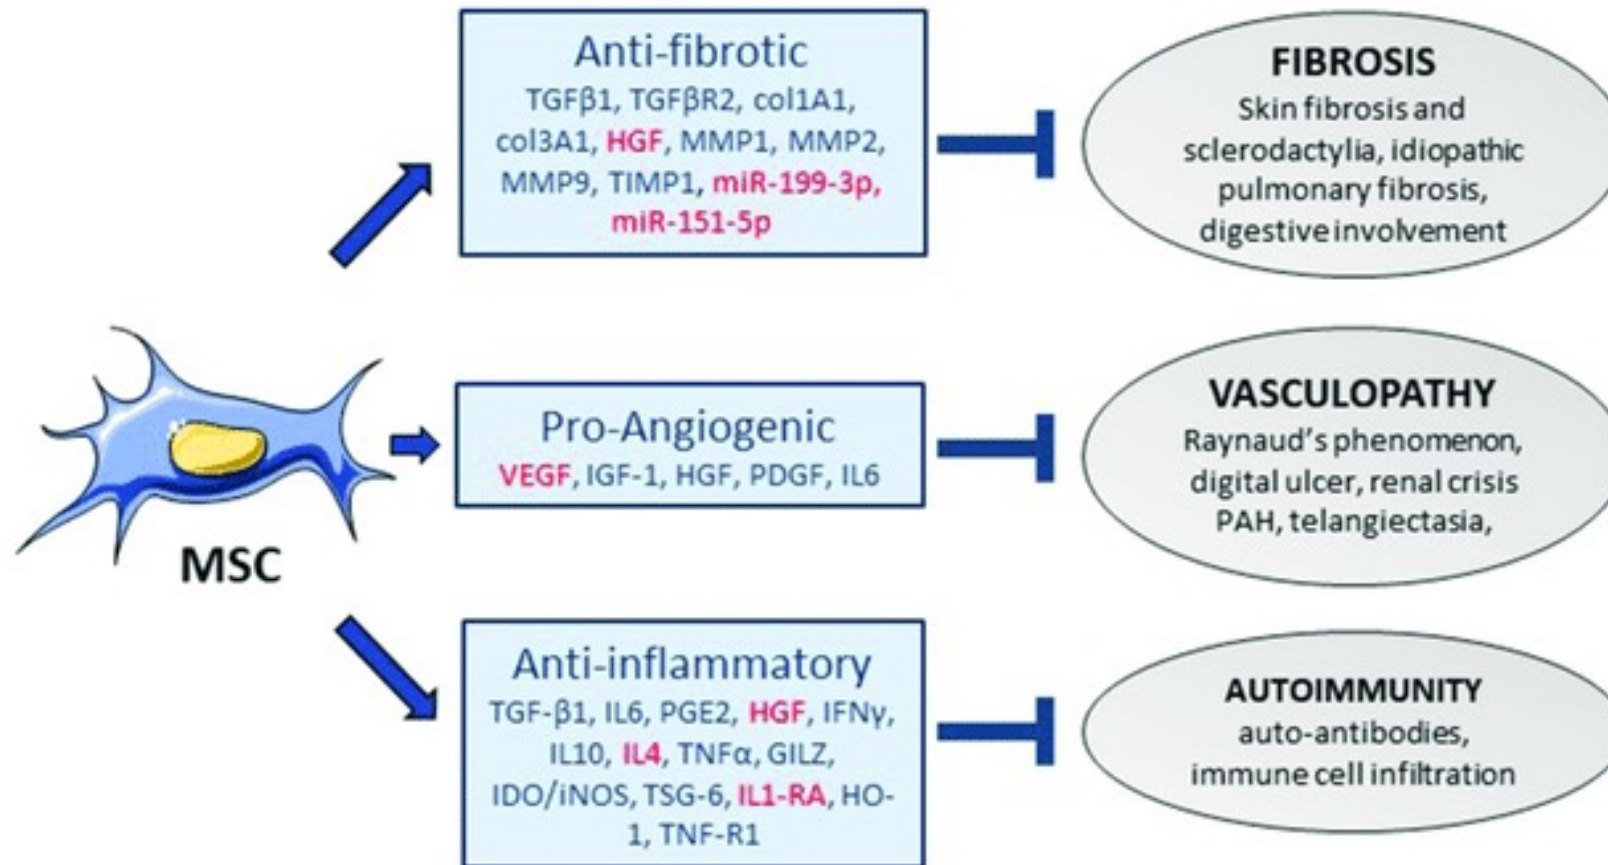 Anti-fibrotic
TGFβ1, TGFβR2, col1A1,
col3A1, HGF, MMP1, MMP2,
MMP9, TIMP1, miR-199-3p,
miR-151-5p
FIBROSIS
Skin fibrosis and
sclerodactylia, idiopathic
pulmonary fibrosis,
digestive involvement
MSC
Pro-Angiogenic
VEGF, IGF-1, HGF, PDGF, IL6
VASCULOPATHY
Raynaud's phenomenon,
digital ulcer, renal crisis
PAH, telangiectasia,
Anti-inflammatory
TGF-β1, IL6, PGE2, HGF, IFNγ,
IL10, IL4, TNFα, GILZ,
IDO/iNOS, TSG-6, IL1-RA, HO-
1, TNF-R1
AUTOIMMUNITY
auto-antibodies,
immune cell infiltration